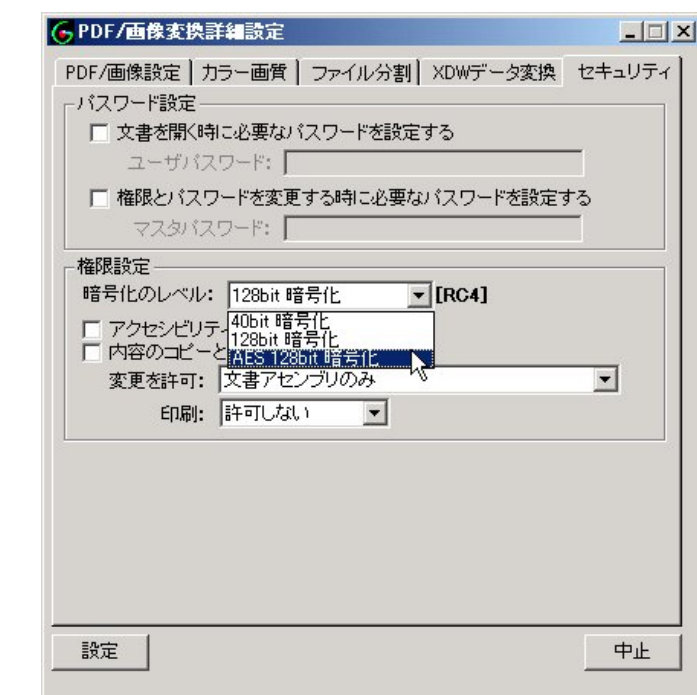 PDF/画像変換詳細設定
PDF/画像設定 カラー画質 ファイル分割 XDWデータ変換 セキュリティ
パスワード設定
文書を開く時に必要なパスワードを設定する
ユーザパスワード:
権限とパスワードを変更する時に必要なパスワードを設定する
マスタパスワード:
権限設定
暗号化のレベル: 128bit 暗号化 [RC4]
40bit 暗号化
アクセシビリティ
128bit 暗号化
内容のコピーと
AES 128bit 暗号化
変更を許可: 文書アセンブリのみ
印刷: 許可しない
設定 中止